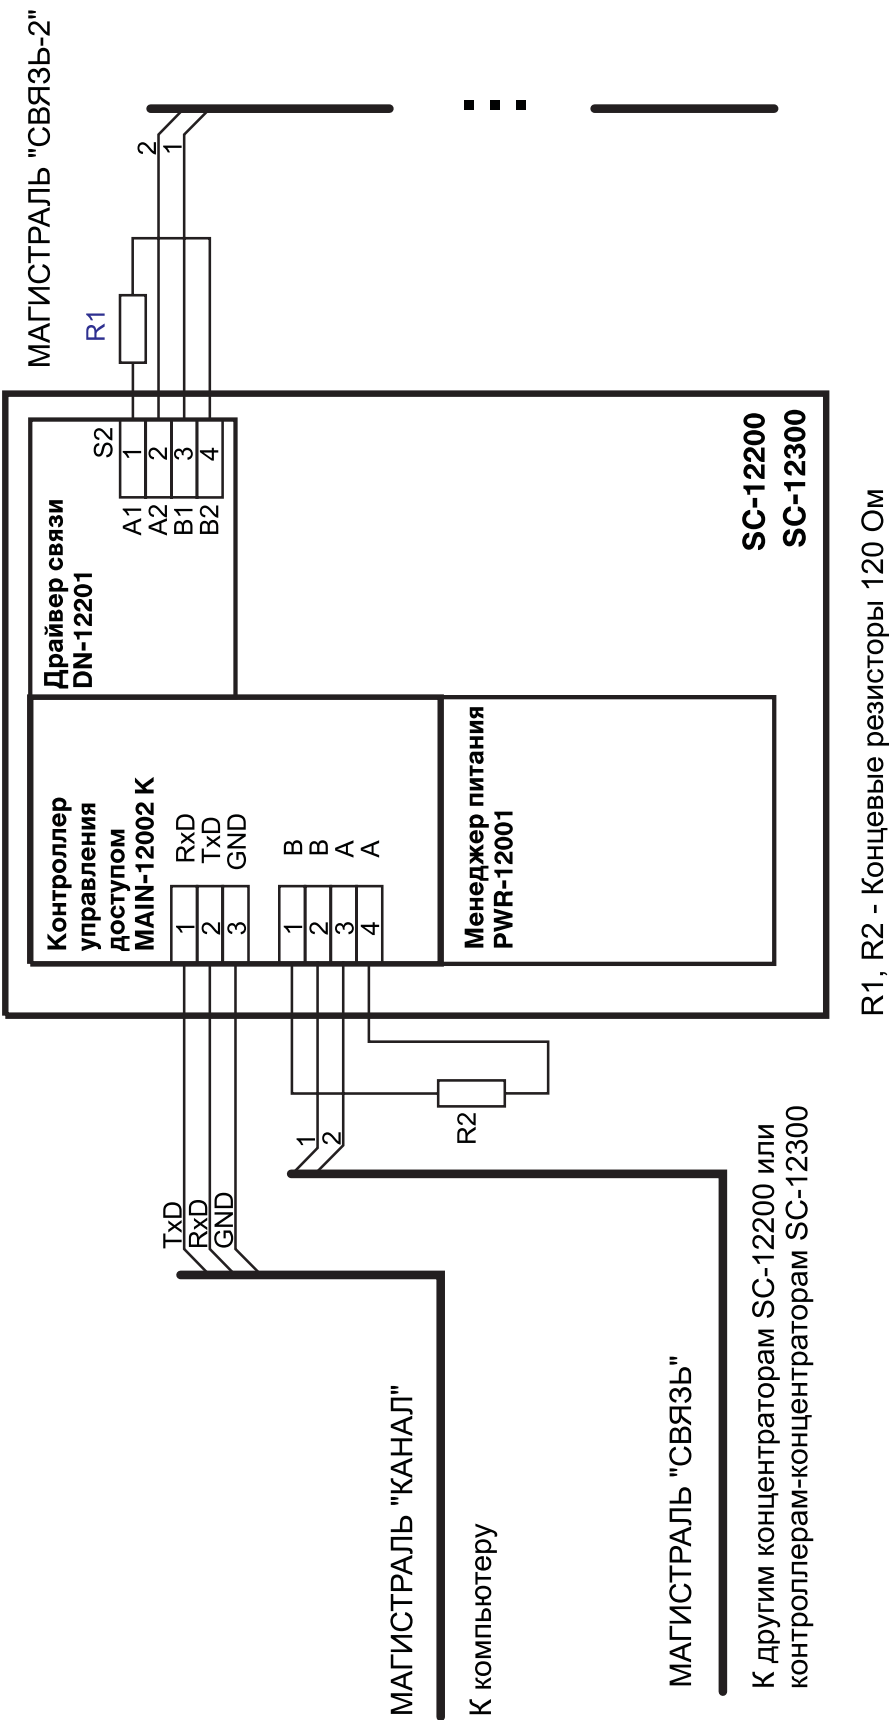 МАГИСТРАЛЬ "СВЯЗЬ-2"
2
1
R1
S2
1
2
3
4
A1
A2
B1
B2
Драйвер связи
DN-12201
SC-12200
SC-12300
Контроллер
управления
доступом
MAIN-12002 K
RxD
TxD
GND
1
2
3
B
B
A
A
1
2
3
4
Менеджер питания
PWR-12001
R2
1
2
TxD
RxD
GND
МАГИСТРАЛЬ "КАНАЛ"
К компьютеру
МАГИСТРАЛЬ "СВЯЗЬ"
К другим концентраторам SC-12200 или
контроллерам-концентраторам SC-12300
R1, R2 - Концевые резисторы 120 Ом